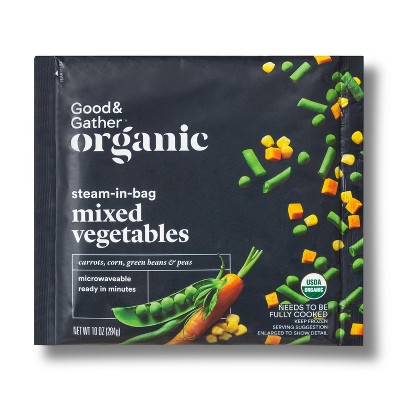 Good&
Gather
organic
steam-in-bag
mixed
vegetables
carrots, corn, green beans & peas
microwaveable
ready in minutes
NET WT 10 OZ (284g)
USDA
ORGANIC
NEEDS TO BE
FULLY COOKED
KEEP FROZEN
SERVING SUGGESTION
ENLARGED TO SHOW DETAIL